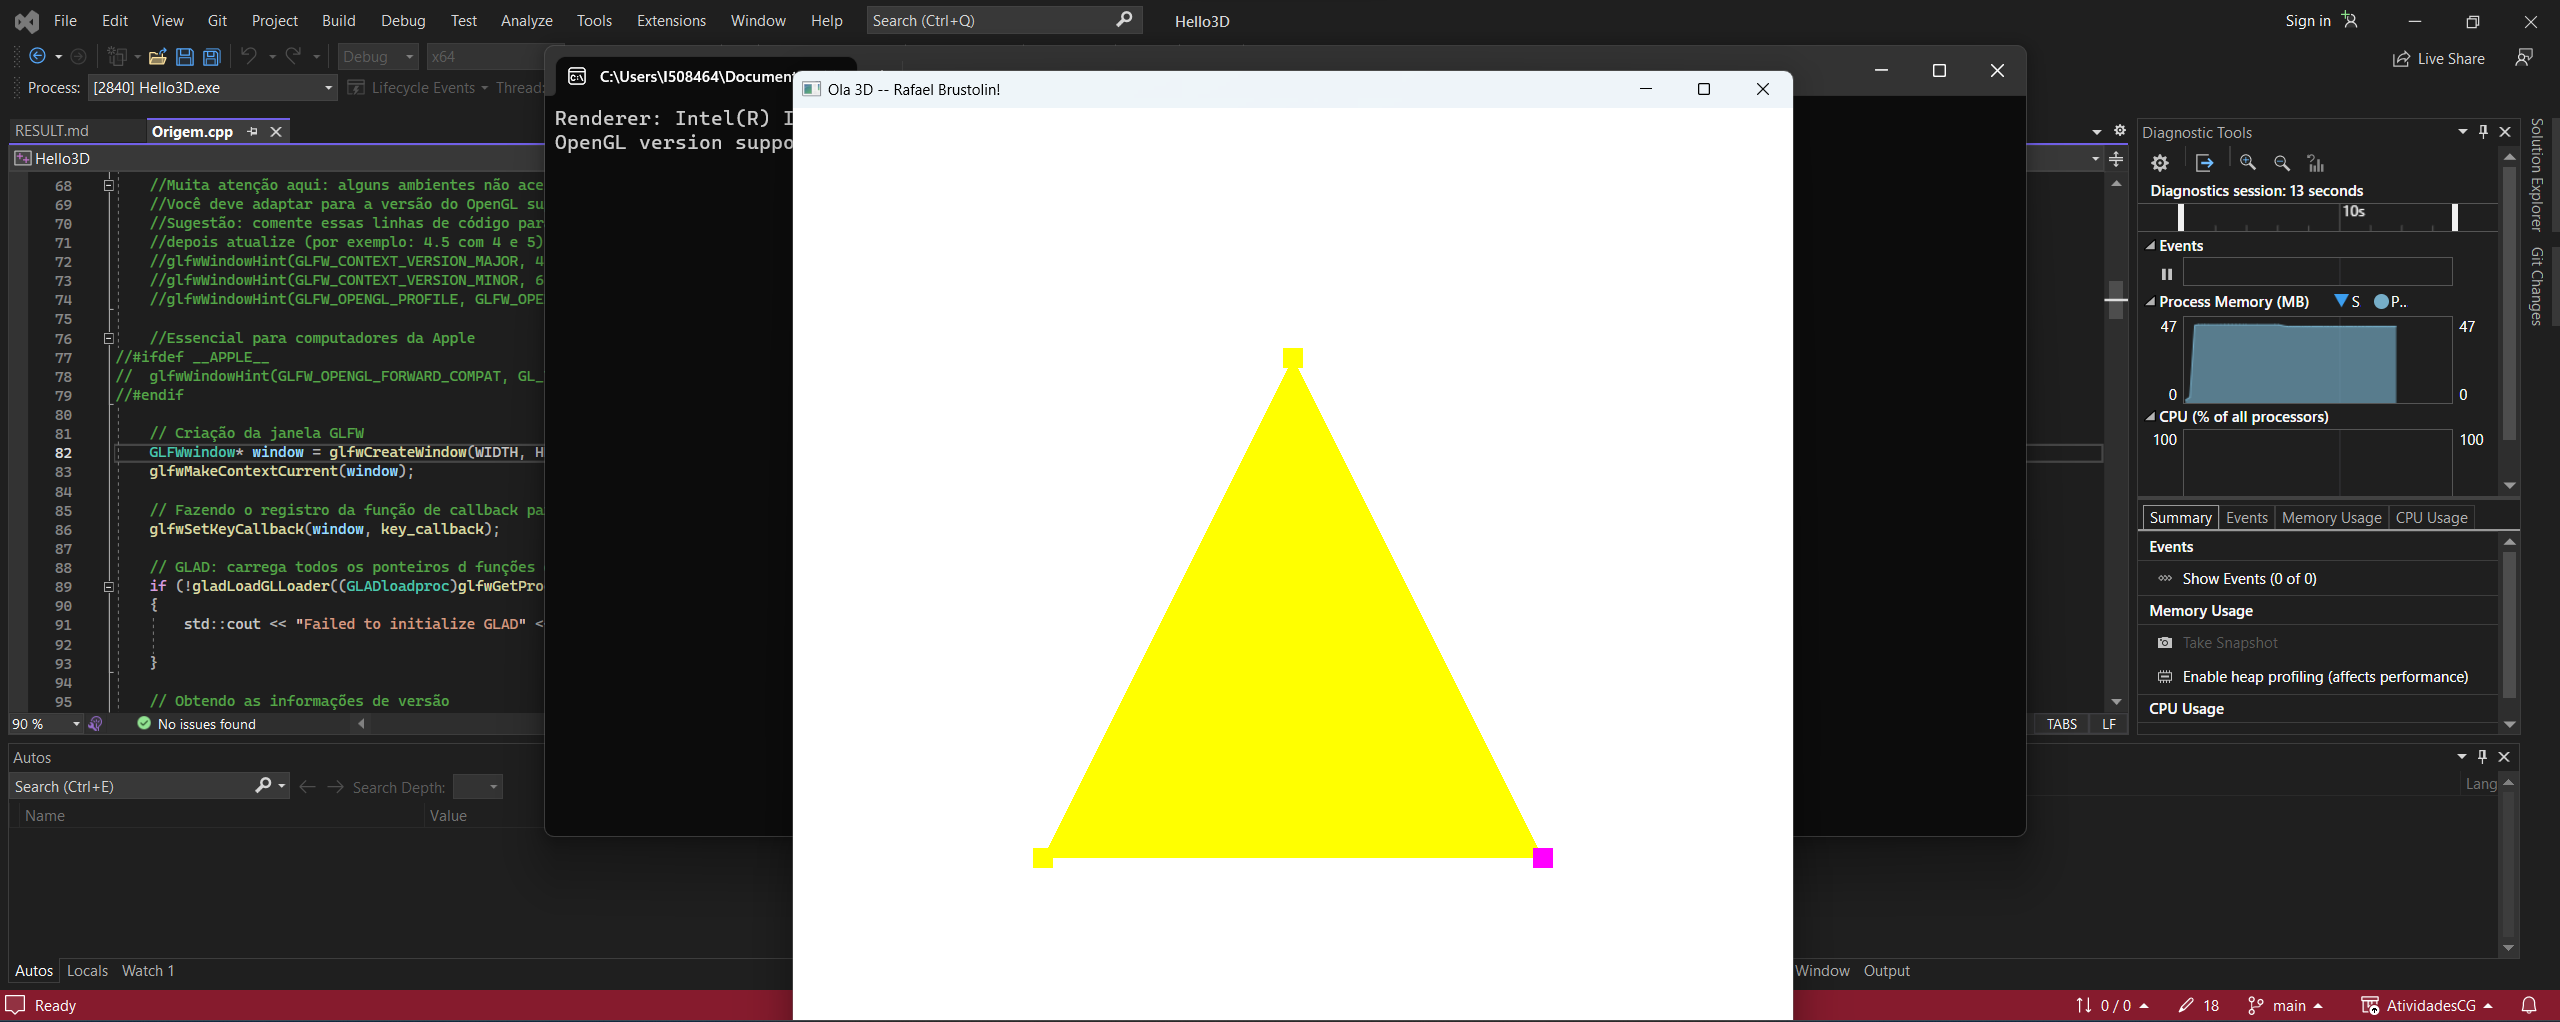 File Edit View Git Project Build Debug Test Analyze Tools Extensions Window Help Search (Ctrl+Q) Hello3D Sign in
Debug x64 Live Share
Process: [2840] Hello3D.exe Lifecycle Events Thread:
C:\Users\I508464\Document
Ola 3D -- Rafael Brustolin!
Renderer: Intel(R) I
OpenGL version suppo
RESULT.md Origem.cpp
Hello3D
68 //Muita atenção aqui: alguns ambientes não ace
69 //Você deve adaptar para a versão do OpenGL su
70 //Sugestão: comente essas linhas de código par
71 //depois atualize (por exemplo: 4.5 com 4 e 5)
72 //glfwWindowHint(GLFW_CONTEXT_VERSION_MAJOR, 4
73 //glfwWindowHint(GLFW_CONTEXT_VERSION_MINOR, 6
74 //glfwWindowHint(GLFW_OPENGL_PROFILE, GLFW_OPE
75
76 //Essencial para computadores da Apple
77 //#ifdef __APPLE__
78 // glfwWindowHint(GLFW_OPENGL_FORWARD_COMPAT, GL_
79 //#endif
80
81 // Criação da janela GLFW
82 GLFWwindow* window = glfwCreateWindow(WIDTH, H
83 glfwMakeContextCurrent(window);
84
85 // Fazendo o registro da função de callback pa
86 glfwSetKeyCallback(window, key_callback);
87
88 // GLAD: carrega todos os ponteiros d funções
89 if (!gladLoadGLLoader((GLADloadproc)glfwGetPro
90 {
91 std::cout << "Failed to initialize GLAD" <
92
93 }
94
95 // Obtendo as informações de versão
90 % No issues found TABS LF
Diagnostic Tools
Diagnostics session: 13 seconds
10s
Events
Process Memory (MB) S P..
47 47
0 0
CPU (% of all processors)
100 100
Summary Events Memory Usage CPU Usage
Events
Show Events (0 of 0)
Memory Usage
Take Snapshot
Enable heap profiling (affects performance)
CPU Usage
Solution Explorer
Git Changes
Autos
Search (Ctrl+E) Search Depth:
Name Value Lang
Autos Locals Watch 1 Window Output
Ready 0 / 0 18 main AtividadesCG